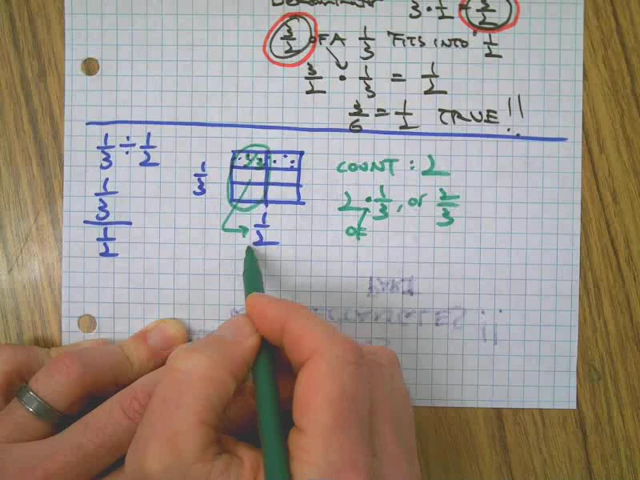 3 · 1/2 = 3/2
3/2 OF A 1/3 FITS INTO 1/2
3/2 · 1/3 = 1/2
3/6 = 1/2 TRUE!!
1/3 ÷ 1/2
1/3
1/2
1/3
1/2
COUNT: 2
2 · 1/3, or 2/3
of